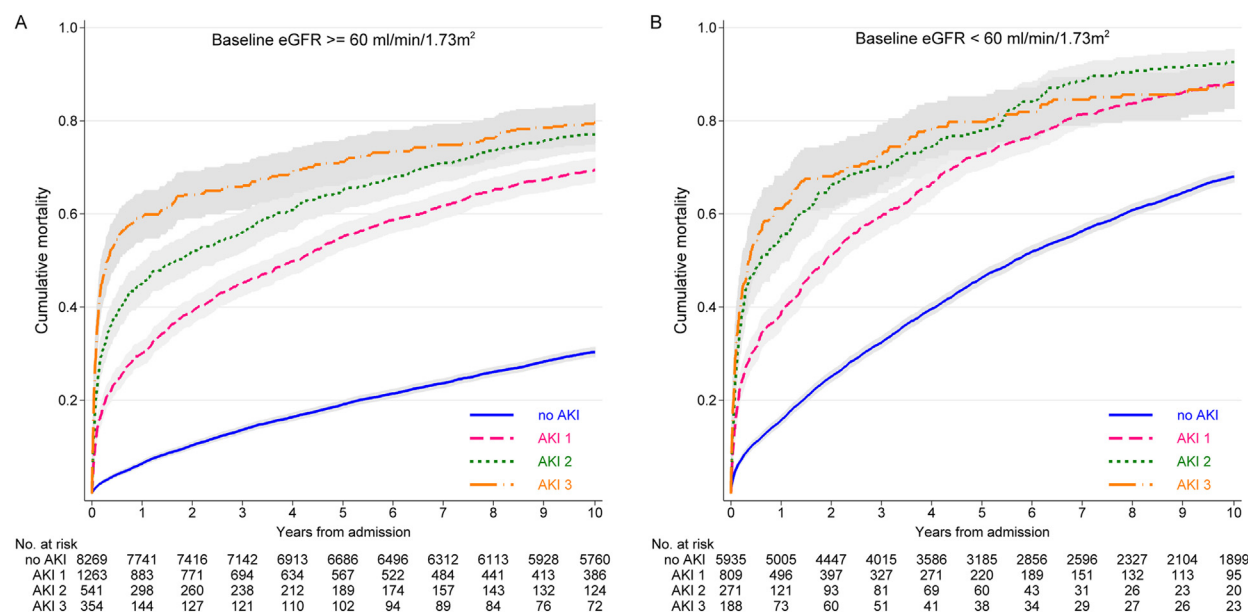 A
Baseline eGFR >= 60 ml/min/1.73m²
1.0
0.8
0.6
0.4
0.2
Cumulative mortality
no AKI
AKI 1
AKI 2
AKI 3
0 1 2 3 4 5 6 7 8 9 10
Years from admission
No. at risk
no AKI 8269 7741 7416 7142 6913 6686 6496 6312 6113 5928 5760
AKI 1 1263 883 771 694 634 567 522 484 441 413 386
AKI 2 541 298 260 238 212 189 174 157 143 132 124
AKI 3 354 144 127 121 110 102 94 89 84 76 72
B
Baseline eGFR < 60 ml/min/1.73m²
1.0
0.8
0.6
0.4
0.2
Cumulative mortality
no AKI
AKI 1
AKI 2
AKI 3
0 1 2 3 4 5 6 7 8 9 10
Years from admission
No. at risk
no AKI 5935 5005 4447 4015 3586 3185 2856 2596 2327 2104 1899
AKI 1 809 496 397 327 271 220 189 151 132 113 95
AKI 2 271 121 93 81 69 60 43 31 26 23 20
AKI 3 188 73 60 51 41 38 34 29 27 27 23